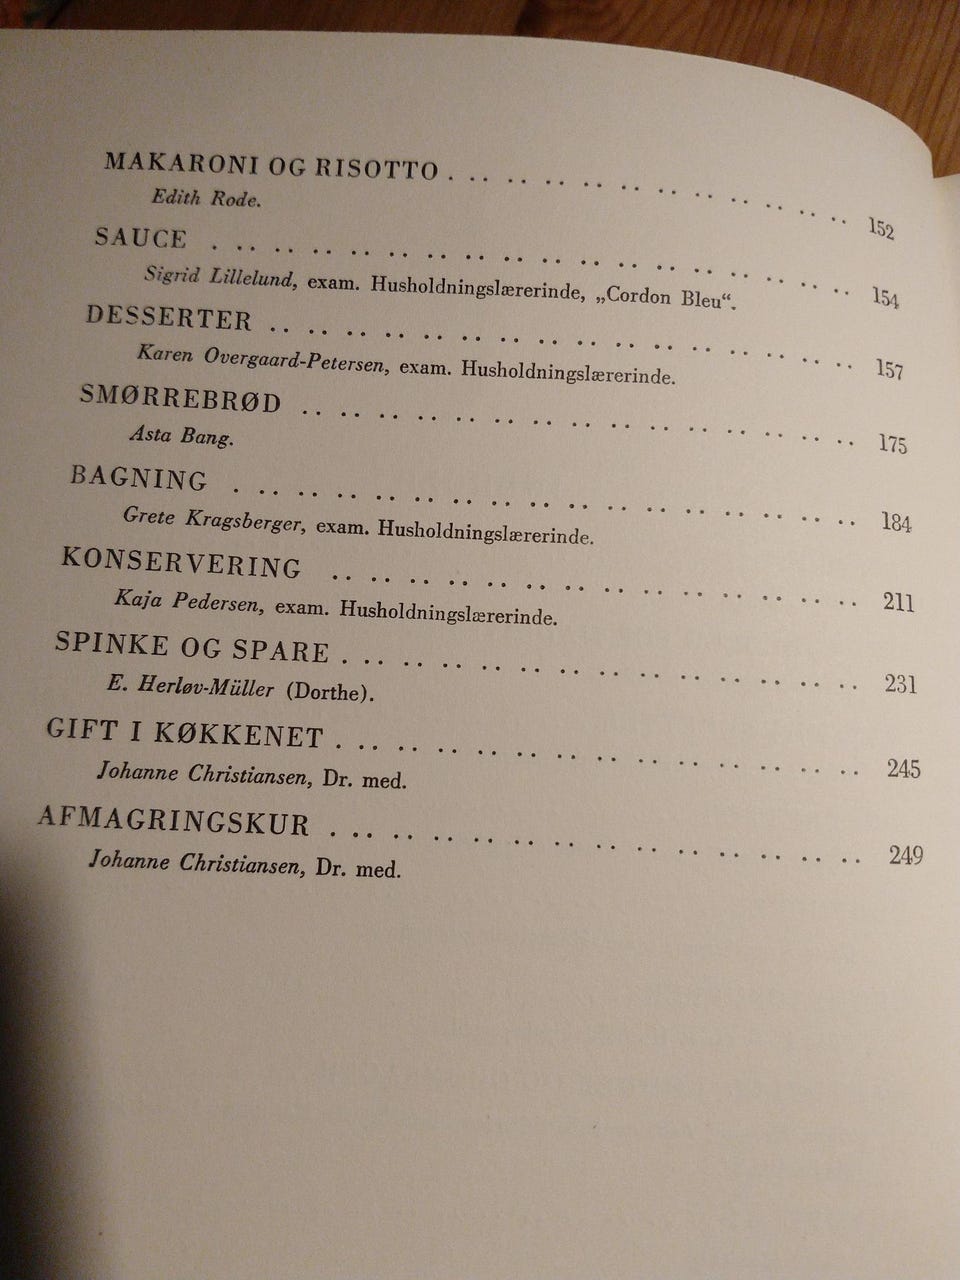 MAKARONI OG RISOTTO . .. .. .. .. .. .. .. .. .. .. 152
Edith Rode.
SAUCE . .. .. .. .. .. .. .. .. .. .. .. .. .. .. .. .. 154
Sigrid Lillelund, exam. Husholdningslærerinde, „Cordon Bleu“.
DESSERTER .. .. .. .. .. .. .. .. .. .. .. .. .. .. .. .. 157
Karen Overgaard-Petersen, exam. Husholdningslærerinde.
SMØRREBRØD .. .. .. .. .. .. .. .. .. .. .. .. .. .. .. 175
Asta Bang.
BAGNING . .. .. .. .. .. .. .. .. .. .. .. .. .. .. .. .. 184
Grete Kragsberger, exam. Husholdningslærerinde.
KONSERVERING .. .. .. .. .. .. .. .. .. .. .. .. .. .. 211
Kaja Pedersen, exam. Husholdningslærerinde.
SPINKE OG SPARE . .. .. .. .. .. .. .. .. .. .. .. .. .. 231
E. Herløv-Müller (Dorthe).
GIFT I KØKKENET . .. .. .. .. .. .. .. .. .. .. .. .. .. 245
Johanne Christiansen, Dr. med.
AFMAGRINGSKUR . .. .. .. .. .. .. .. .. .. .. .. .. .. 249
Johanne Christiansen, Dr. med.